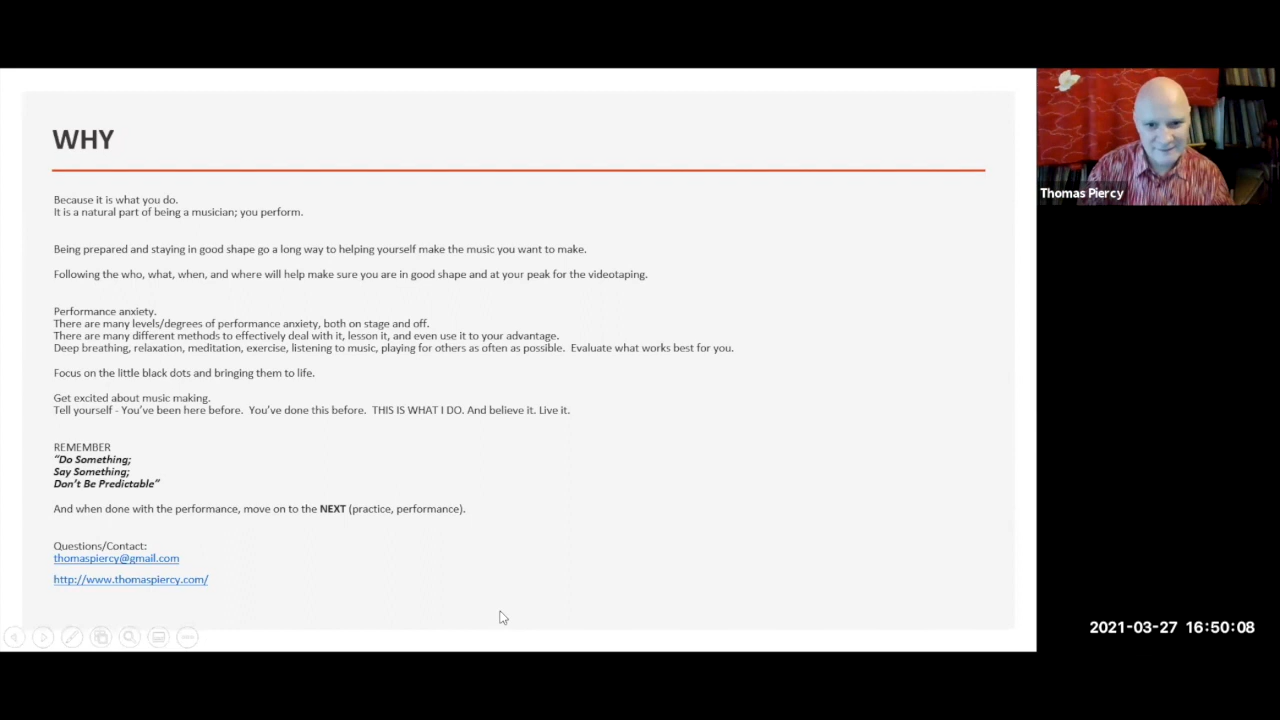 WHY
Because it is what you do.
It is a natural part of being a musician; you perform.
Being prepared and staying in good shape go a long way to helping yourself make the music you want to make.
Following the who, what, when, and where will help make sure you are in good shape and at your peak for the videotaping.
Performance anxiety.
There are many levels/degrees of performance anxiety, both on stage and off.
There are many different methods to effectively deal with it, lesson it, and even use it to your advantage.
Deep breathing, relaxation, meditation, exercise, listening to music, playing for others as often as possible.  Evaluate what works best for you.
Focus on the little black dots and bringing them to life.
Get excited about music making.
Tell yourself - You’ve been here before.  You’ve done this before.  THIS IS WHAT I DO. And believe it. Live it.
REMEMBER
“Do Something;
Say Something;
Don’t Be Predictable”
And when done with the performance, move on to the NEXT (practice, performance).
Questions/Contact:
thomaspiercy@gmail.com
http://www.thomaspiercy.com/
Thomas Piercy
2021-03-27 16:50:08